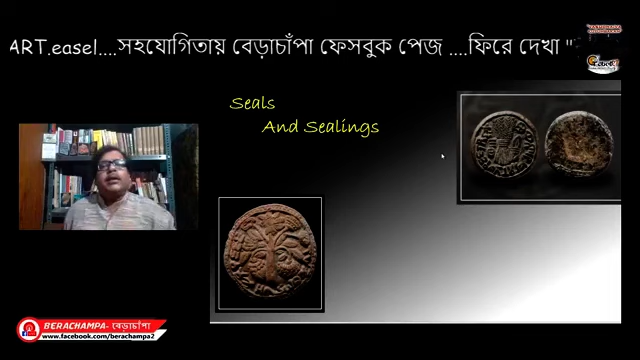 ART.easel....সহযোগিতায় বেড়াচাঁপা ফেসবুক পেজ ....ফিরে দেখা "
Seals
And Sealings
BERACHAMPA- বেড়াচাঁপা
www.facebook.com/berachampa2